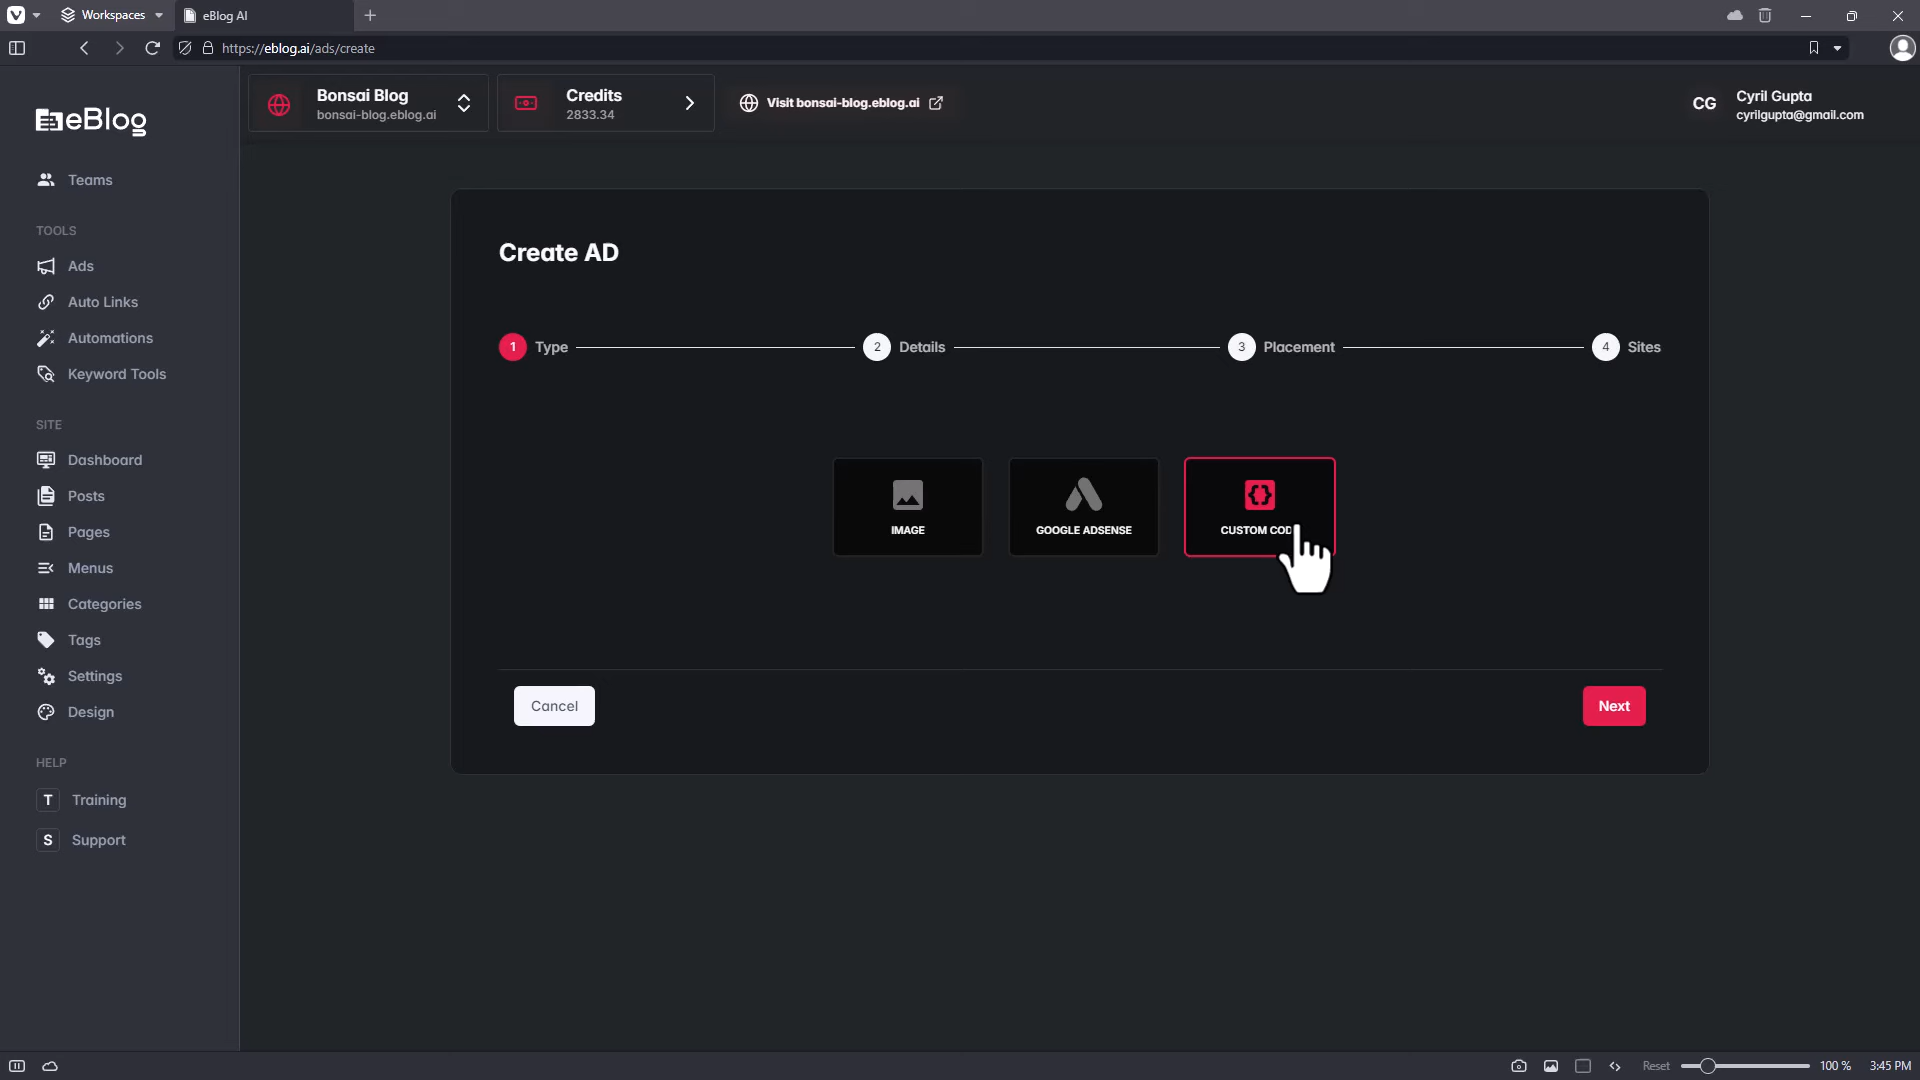 Workspaces
eBlog AI
https://eblog.ai/ads/create
eBlog
Bonsai Blog
bonsai-blog.eblog.ai
Credits
2833.34
Visit bonsai-blog.eblog.ai
CG
Cyril Gupta
cyrilgupta@gmail.com
Teams
TOOLS
Ads
Auto Links
Automations
Keyword Tools
SITE
Dashboard
Posts
Pages
Menus
Categories
Tags
Settings
Design
HELP
T Training
S Support
Create AD
1 Type
2 Details
3 Placement
4 Sites
IMAGE
GOOGLE ADSENSE
CUSTOM COD
Cancel
Next
Reset
100 %
3:45 PM